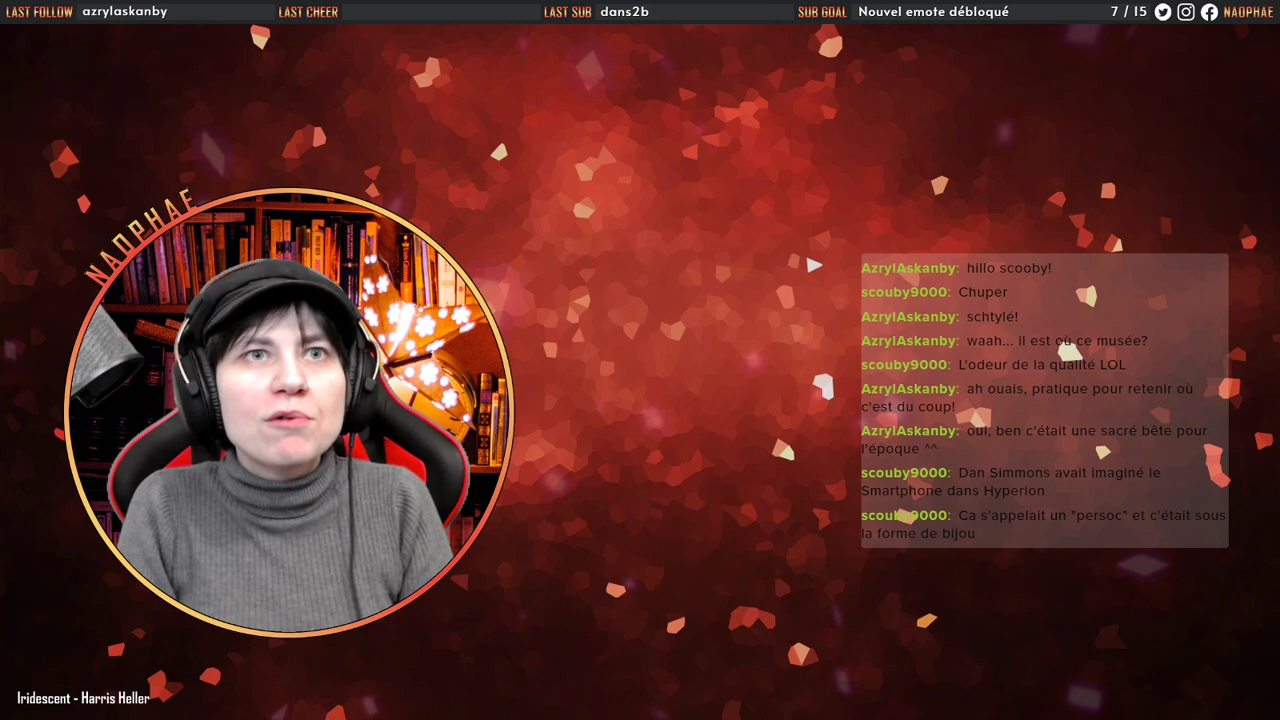 LAST FOLLOW azrylaskanby LAST CHEER LAST SUB dans2b SUB GOAL Nouvel emote débloqué 7 / 15 NAOPHAE
NAOPHAE
AzrylAskanby: hillo scooby!
scouby9000: Chuper
AzrylAskanby: schtylé!
AzrylAskanby: waah... il est où ce musée?
scouby9000: L'odeur de la qualité LOL
AzrylAskanby: ah ouais, pratique pour retenir où
c'est du coup!
AzrylAskanby: oui, ben c'était une sacré bête pour
l'époque ^^
scouby9000: Dan Simmons avait imaginé le
Smartphone dans Hyperion
scouby9000: Ca s'appelait un "persoc" et c'était sous
la forme de bijou
Iridescent - Harris Heller